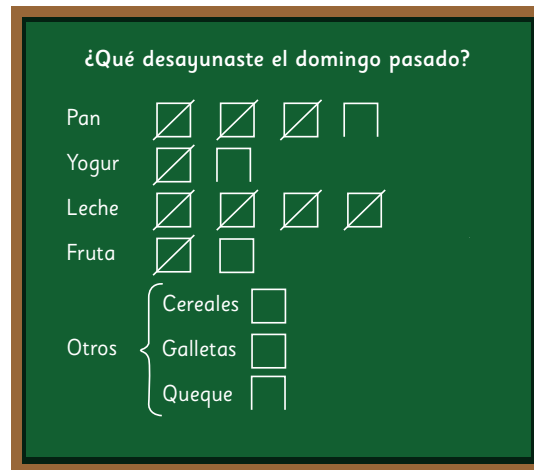 ¿Qué desayunaste el domingo pasado?
Pan
Yogur
Leche
Fruta
Otros
Cereales
Galletas
Queque